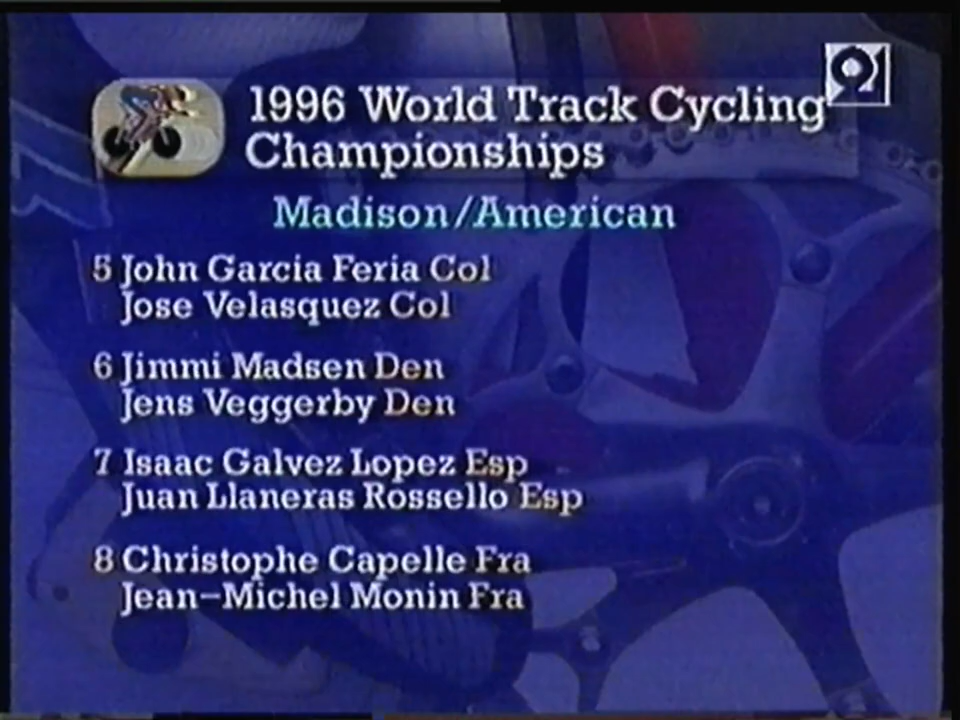 1996 World Track Cycling
Championships
Madison/American
5 John Garcia Feria Col
Jose Velasquez Col
6 Jimmi Madsen Den
Jens Veggerby Den
7 Isaac Galvez Lopez Esp
Juan Llaneras Rossello Esp
8 Christophe Capelle Fra
Jean-Michel Monin Fra